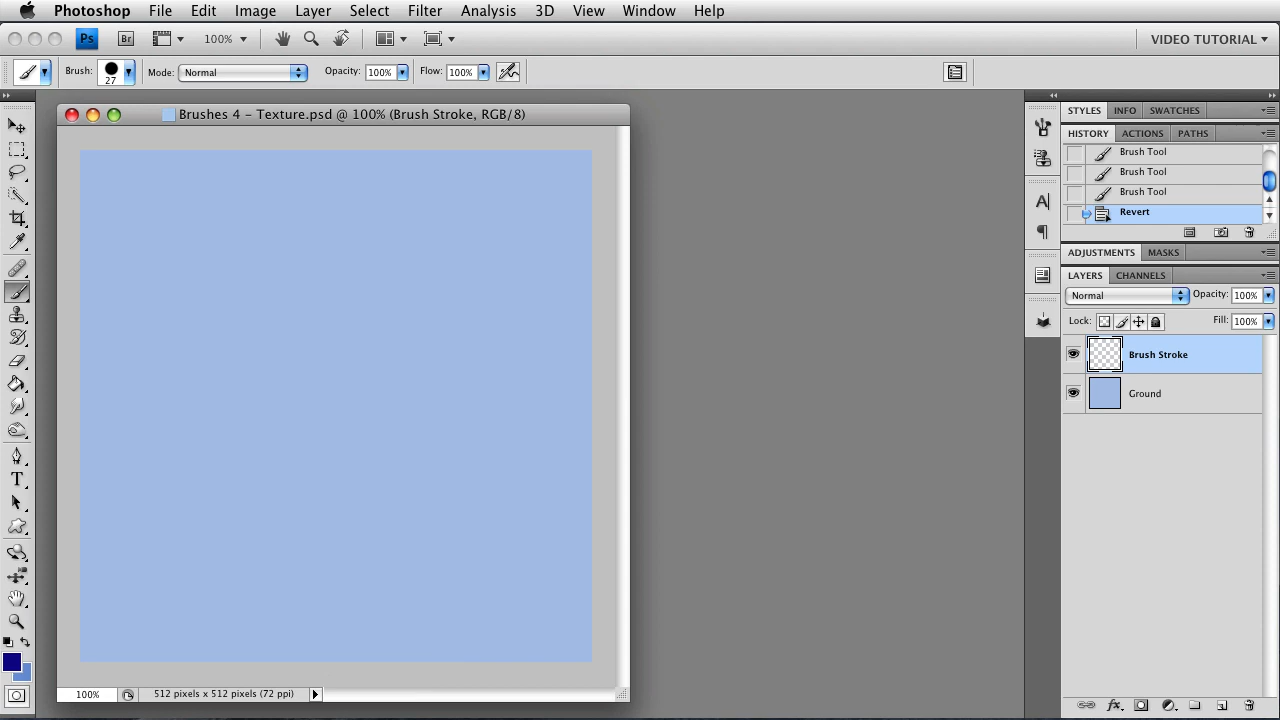 Photoshop File Edit Image Layer Select Filter Analysis 3D View Window Help
Ps Br 100% VIDEO TUTORIAL
Brush: 27 Mode: Normal Opacity: 100% Flow: 100%
Brushes 4 – Texture.psd @ 100% (Brush Stroke, RGB/8)
STYLES INFO SWATCHES
HISTORY ACTIONS PATHS
Brush Tool
Brush Tool
Brush Tool
Revert
ADJUSTMENTS MASKS
LAYERS CHANNELS
Normal Opacity: 100%
Lock: Fill: 100%
Brush Stroke
Ground
A
T
100% 512 pixels x 512 pixels (72 ppi)
fx